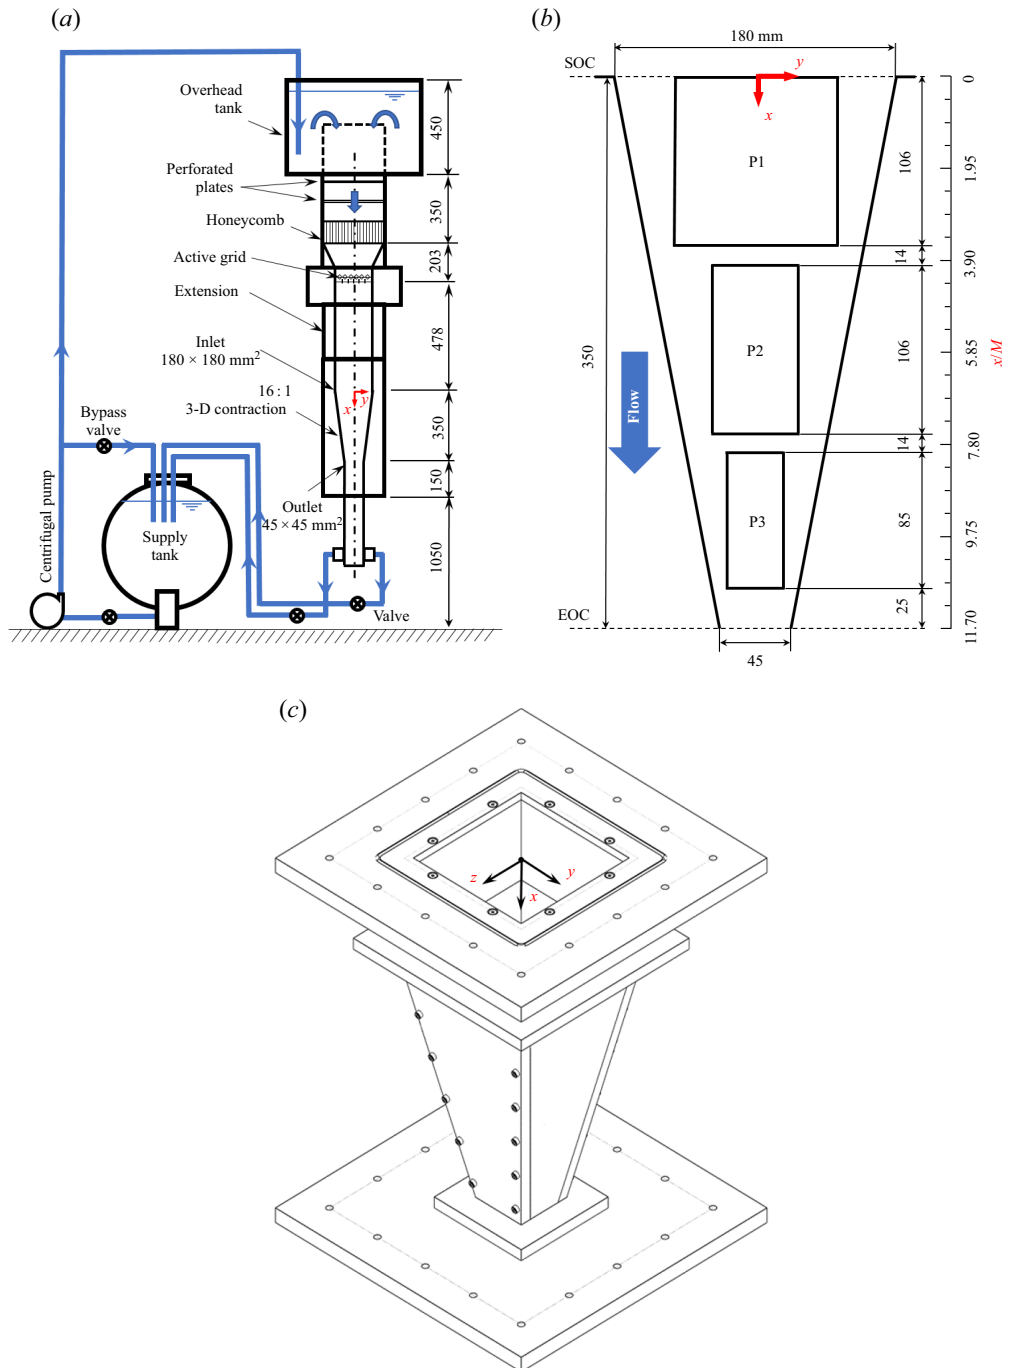 (a)
Overhead
tank
Perforated
plates
Honeycomb
Active grid
Extension
Inlet
180 × 180 mm²
16 : 1
3-D contraction
x
y
Bypass
valve
Centrifugal pump
Supply
tank
Outlet
45 × 45 mm²
Valve
450
350
203
478
350
150
1050
(b)
180 mm
SOC
y
x
P1
P2
P3
350
Flow
EOC
45
106
14
106
14
85
25
0
1.95
3.90
5.85
7.80
9.75
11.70
x/M
(c)
z
y
x